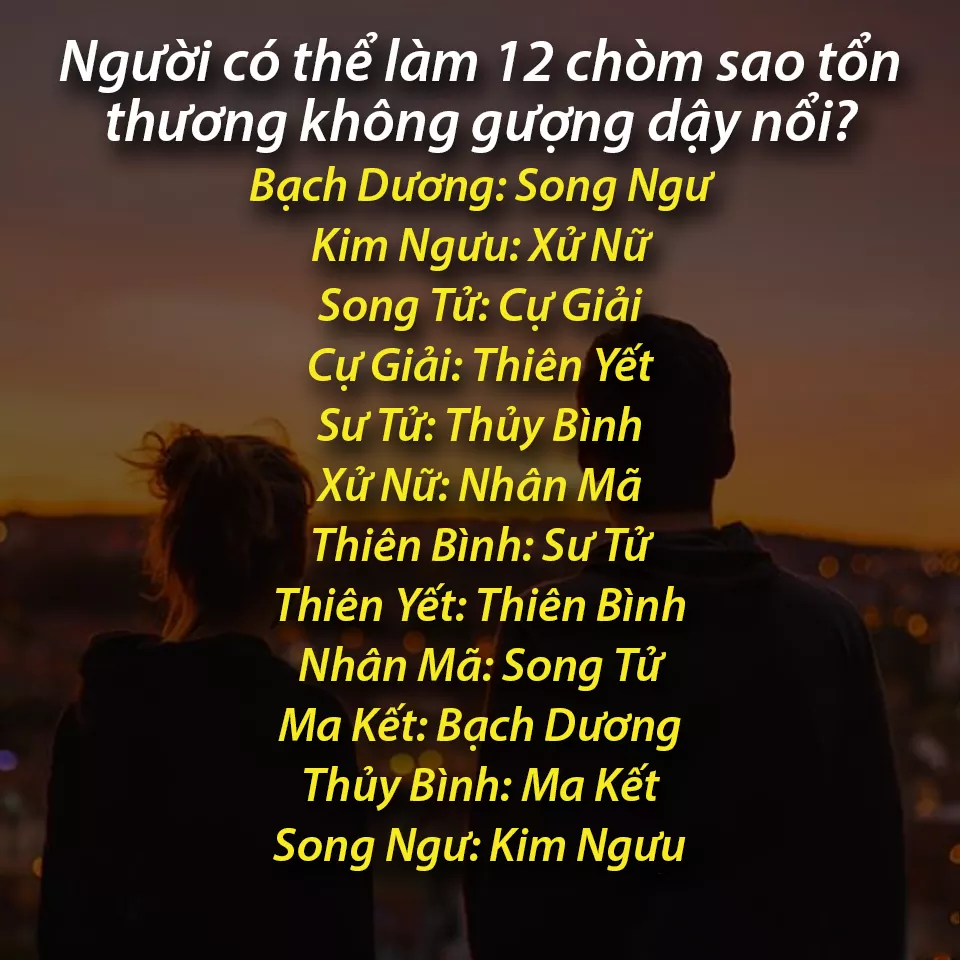 Người có thể làm 12 chòm sao tổn
thương không gượng dậy nổi?
Bạch Dương: Song Ngư
Kim Ngưu: Xử Nữ
Song Tử: Cự Giải
Cự Giải: Thiên Yết
Sư Tử: Thủy Bình
Xử Nữ: Nhân Mã
Thiên Bình: Sư Tử
Thiên Yết: Thiên Bình
Nhân Mã: Song Tử
Ma Kết: Bạch Dương
Thủy Bình: Ma Kết
Song Ngư: Kim Ngưu